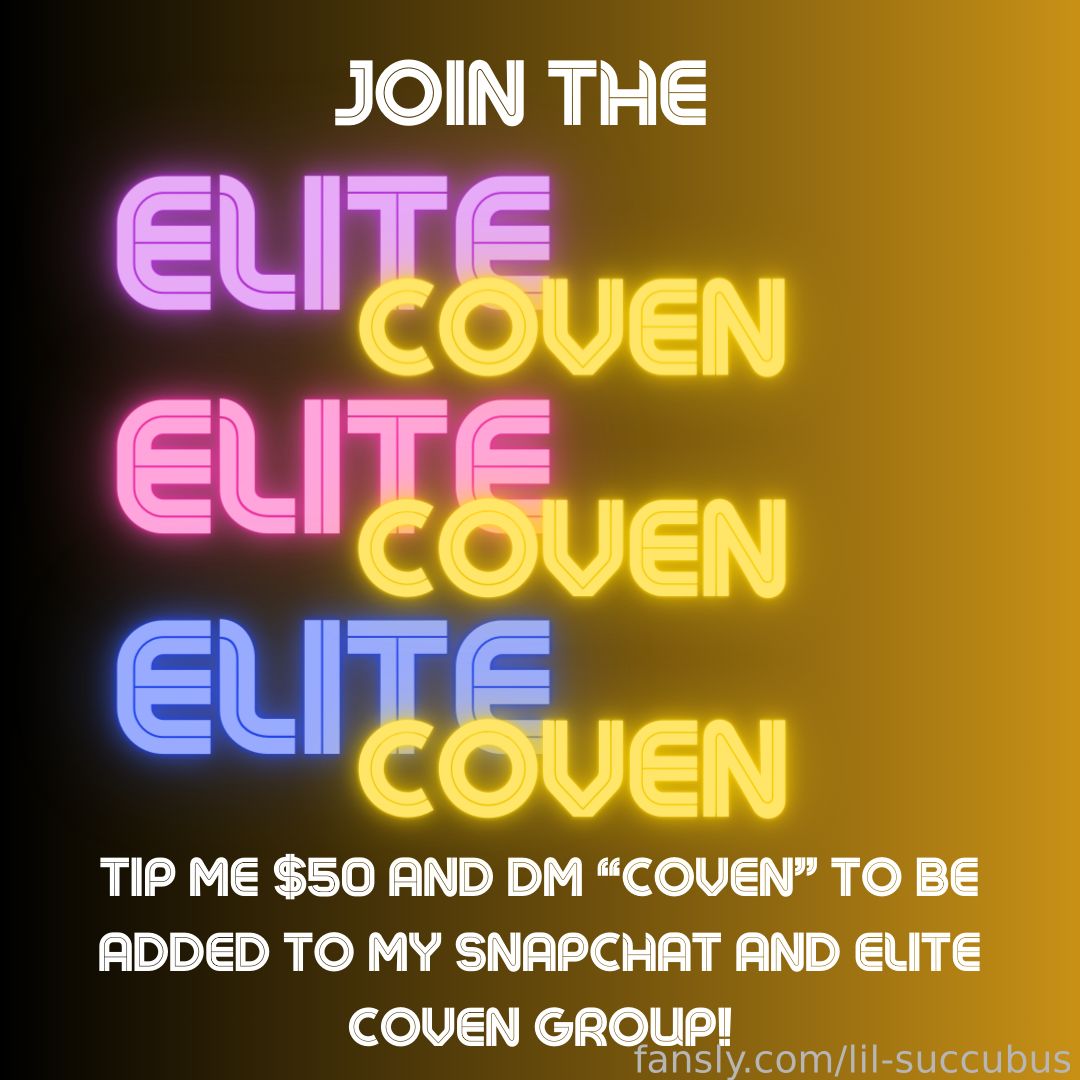 JOIN THE
ELITE
COVEN
ELITE
COVEN
ELITE
COVEN
TIP ME $50 AND DM “COVEN” TO BE
ADDED TO MY SNAPCHAT AND ELITE
COVEN GROUP!
fansly.com/lil-succubus